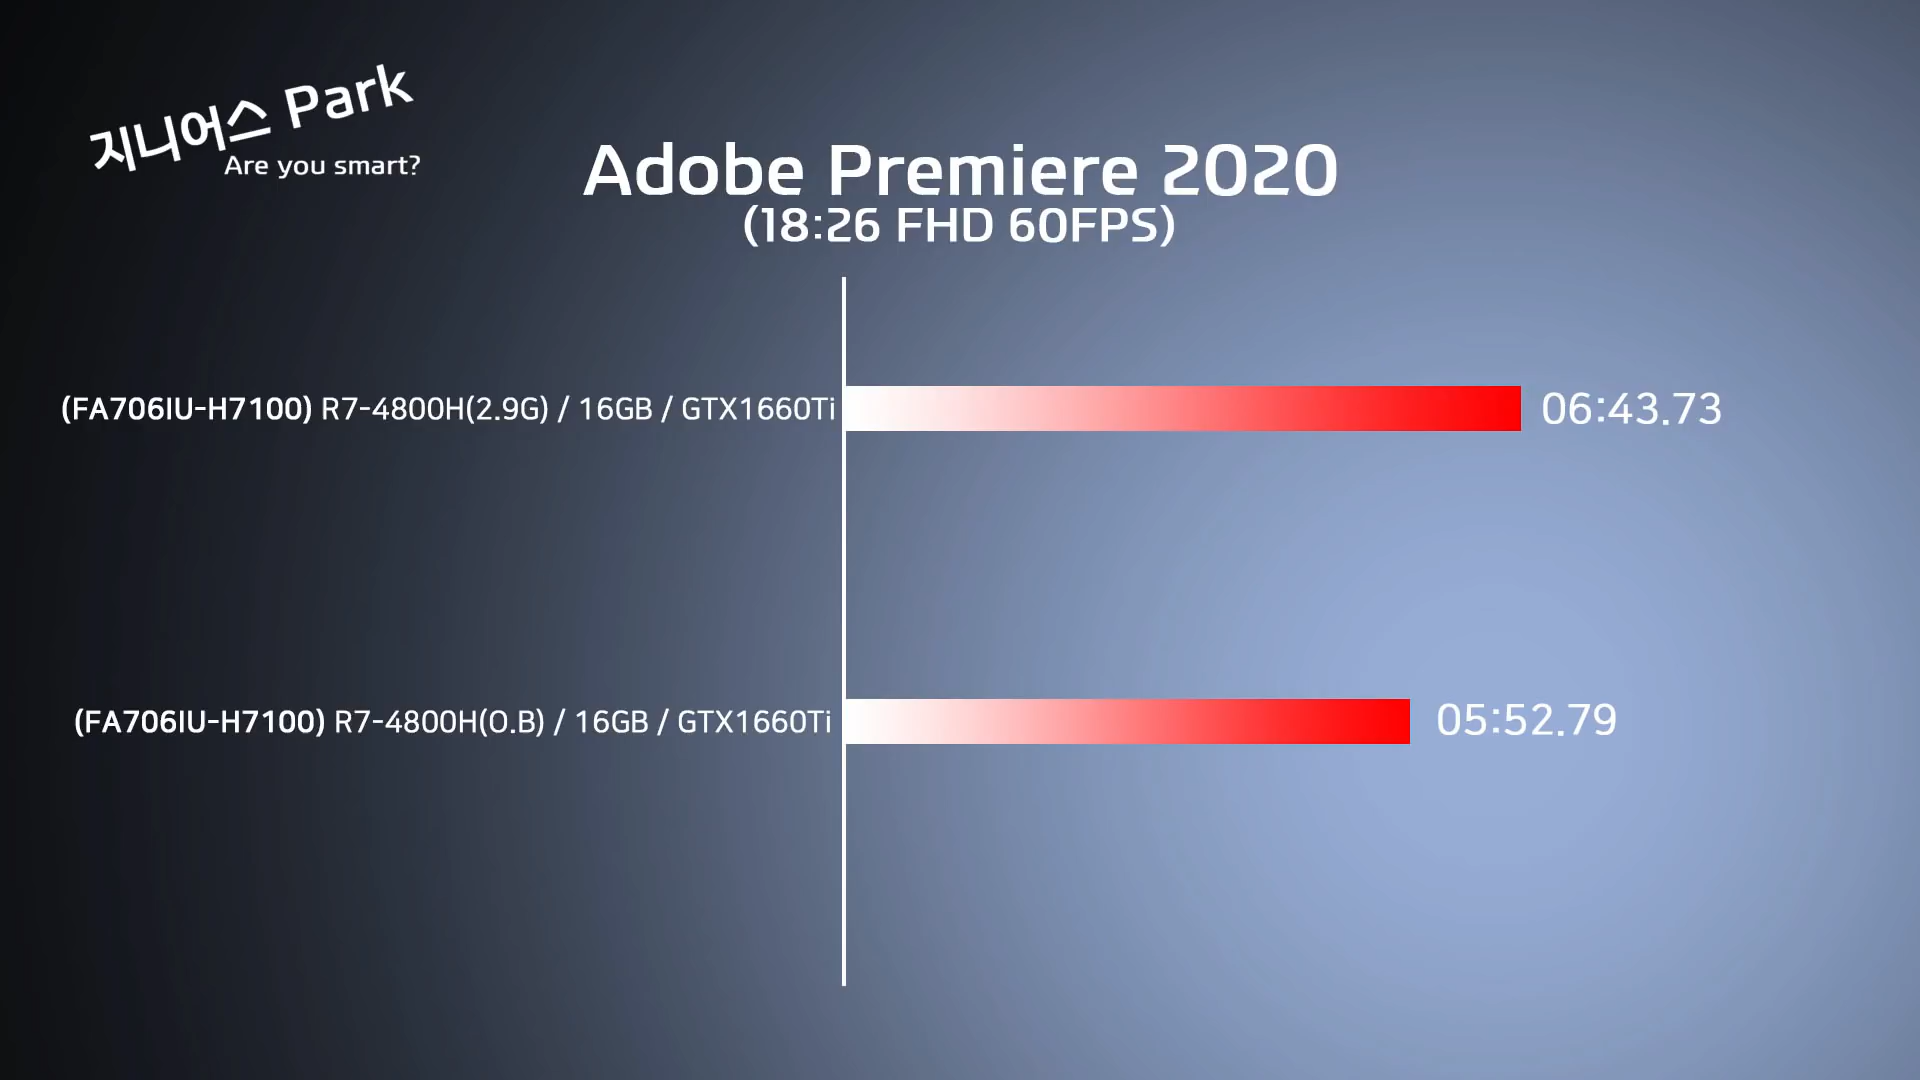 지니어스 Park
Are you smart?
Adobe Premiere 2020
(18:26 FHD 60FPS)
(FA706IU-H7100) R7-4800H(2.9G) / 16GB / GTX1660Ti
06:43.73
(FA706IU-H7100) R7-4800H(O.B) / 16GB / GTX1660Ti
05:52.79